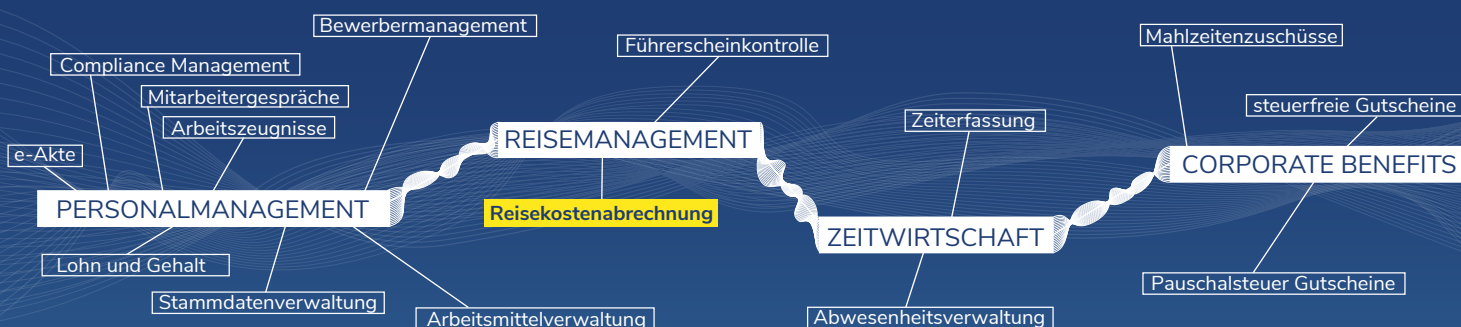 Bewerbermanagement
Compliance Management
Mitarbeitergespräche
Arbeitszeugnisse
e-Akte
PERSONALMANAGEMENT
Lohn und Gehalt
Stammdatenverwaltung
Arbeitsmittelverwaltung
Führerscheinkontrolle
REISEMANAGEMENT
Reisekostenabrechnung
Zeiterfassung
ZEITWIRTSCHAFT
Abwesenheitsverwaltung
Mahlzeitenzuschüsse
steuerfreie Gutscheine
CORPORATE BENEFITS
Pauschalsteuer Gutscheine